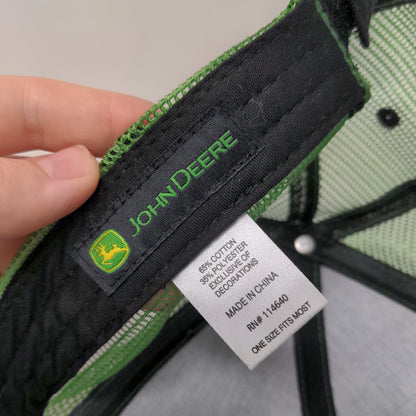 JOHN DEERE
65% COTTON
35% POLYESTER
EXCLUSIVE OF
DECORATIONS
MADE IN CHINA
RN# 114640
ONE SIZE FITS MOST